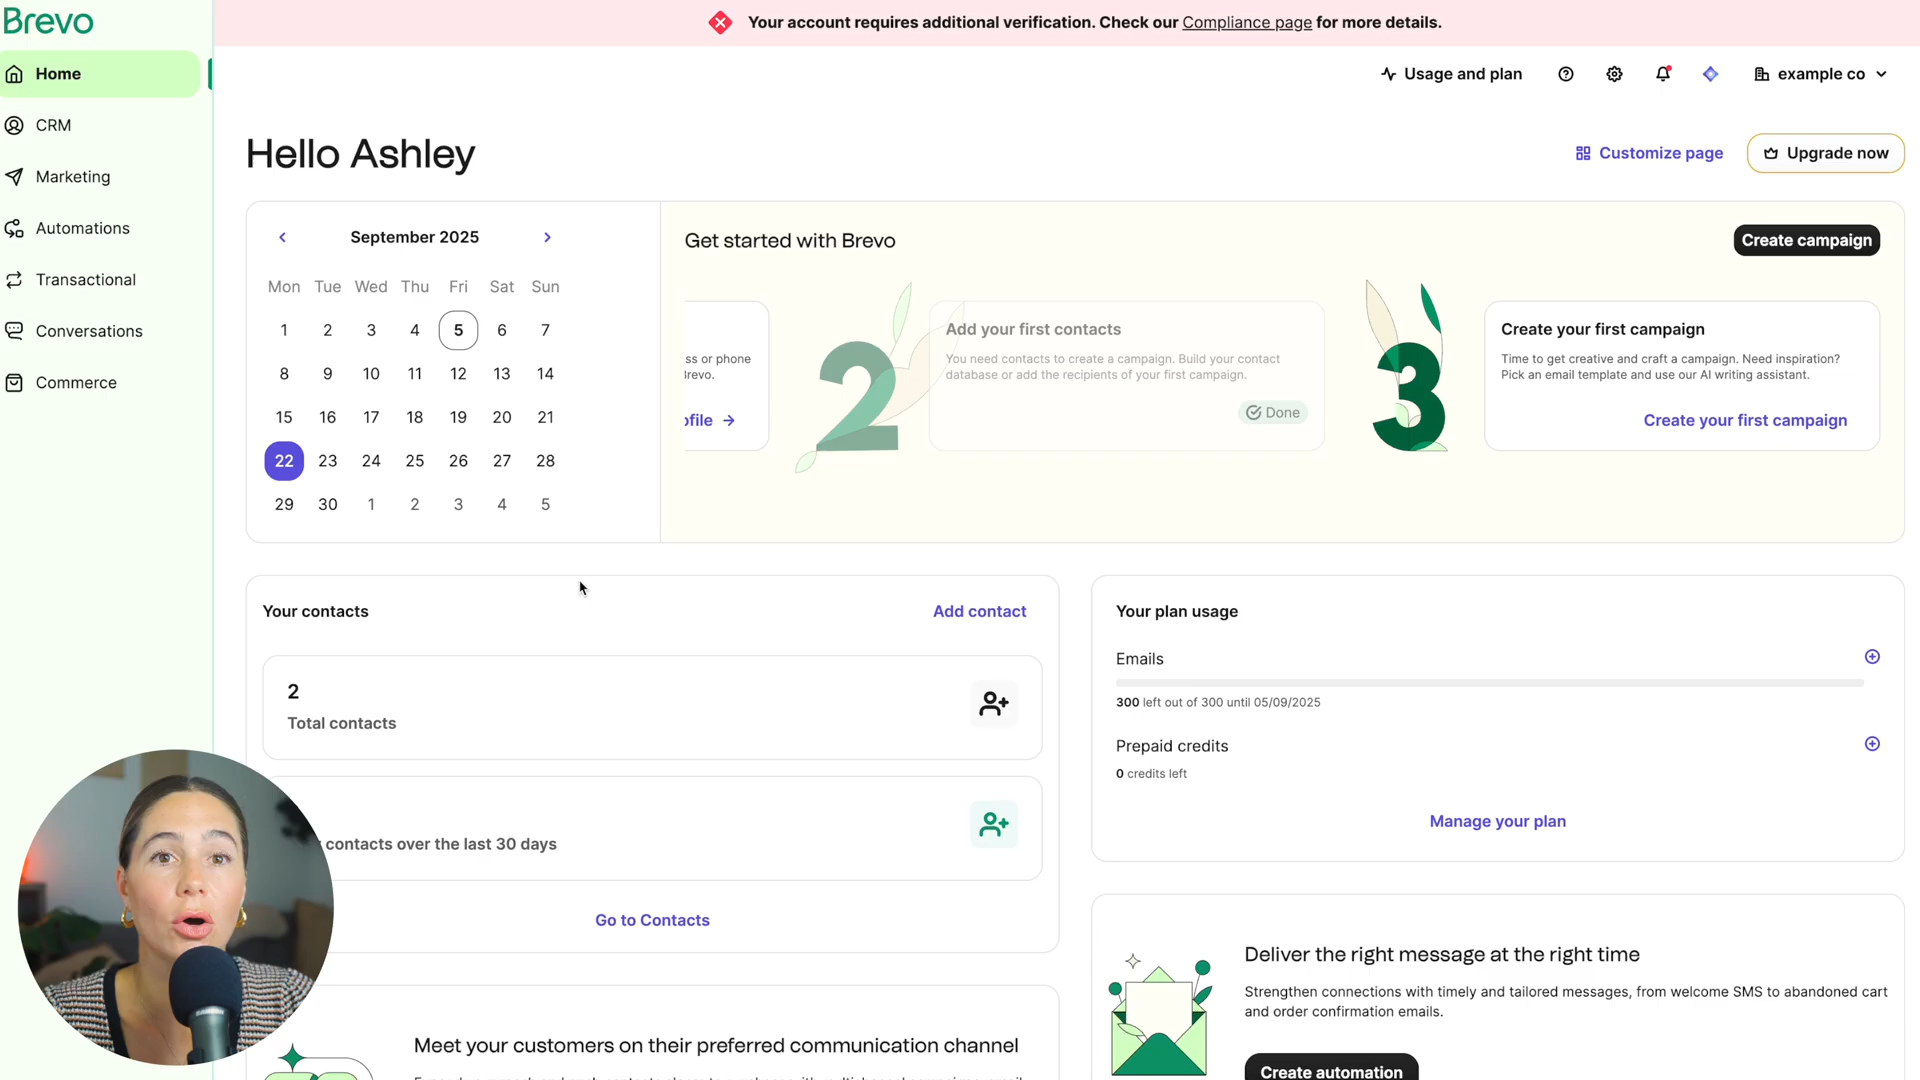 Brevo
Your account requires additional verification. Check our Compliance page for more details.
Home
CRM
Marketing
Automations
Transactional
Conversations
Commerce
Usage and plan
example co
Hello Ashley
Customize page
Upgrade now
September 2025
Mon Tue Wed Thu Fri Sat Sun
1 2 3 4 5 6 7
8 9 10 11 12 13 14
15 16 17 18 19 20 21
22 23 24 25 26 27 28
29 30 1 2 3 4 5
Get started with Brevo
Create campaign
ss or phone
Brevo.
ofile →
2
Add your first contacts
You need contacts to create a campaign. Build your contact
database or add the recipients of your first campaign.
Done
3
Create your first campaign
Time to get creative and craft a campaign. Need inspiration?
Pick an email template and use our AI writing assistant.
Create your first campaign
Your contacts
Add contact
2
Total contacts
contacts over the last 30 days
Go to Contacts
Your plan usage
Emails
300 left out of 300 until 05/09/2025
Prepaid credits
0 credits left
Manage your plan
Deliver the right message at the right time
Strengthen connections with timely and tailored messages, from welcome SMS to abandoned cart
and order confirmation emails.
Create automation
Meet your customers on their preferred communication channel
SAMSON